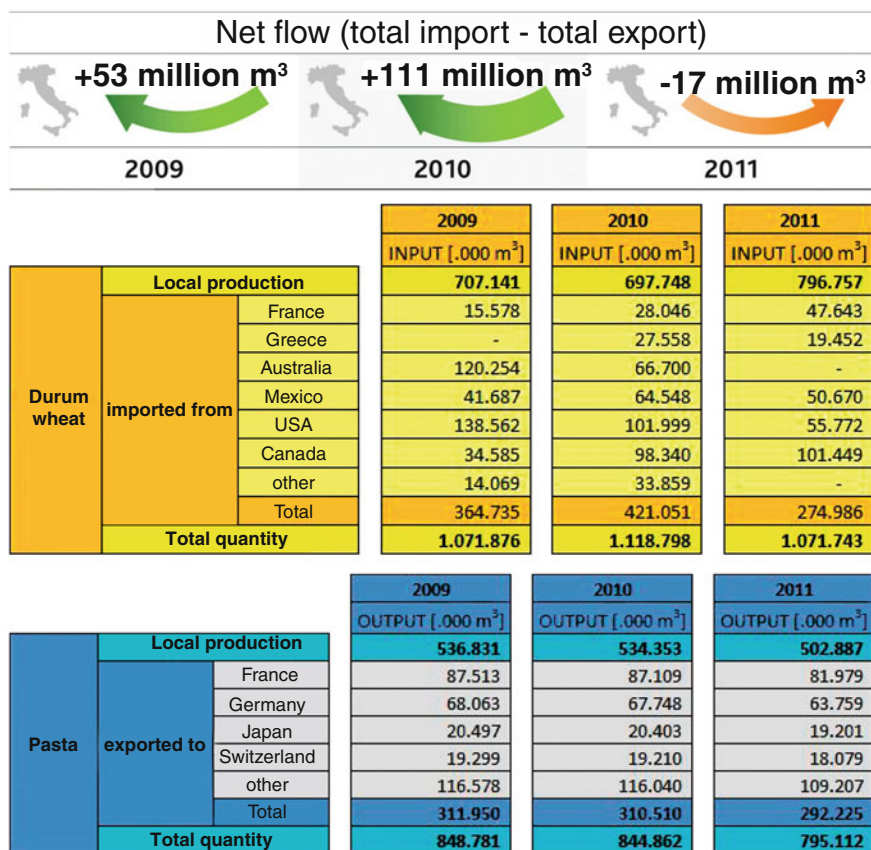 Net flow (total import - total export)
+53 million m³ +111 million m³ -17 million m³
2009 2010 2011
2009 2010 2011
INPUT [.000 m³] INPUT [.000 m³] INPUT [.000 m³]
Local production 707.141 697.748 796.757
France 15.578 28.046 47.643
Greece - 27.558 19.452
Australia 120.254 66.700 -
Durum wheat imported from Mexico 41.687 64.548 50.670
USA 138.562 101.999 55.772
Canada 34.585 98.340 101.449
other 14.069 33.859 -
Total 364.735 421.051 274.986
Total quantity 1.071.876 1.118.798 1.071.743
2009 2010 2011
OUTPUT [.000 m³] OUTPUT [.000 m³] OUTPUT [.000 m³]
Local production 536.831 534.353 502.887
France 87.513 87.109 81.979
Germany 68.063 67.748 63.759
Japan 20.497 20.403 19.201
Pasta exported to Switzerland 19.299 19.210 18.079
other 116.578 116.040 109.207
Total 311.950 310.510 292.225
Total quantity 848.781 844.862 795.112